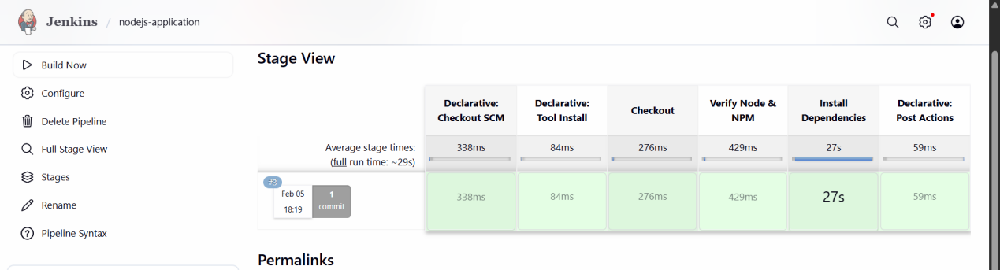 Jenkins / nodejs-application
Build Now
Configure
Delete Pipeline
Full Stage View
Stages
Rename
Pipeline Syntax
Stage View
Declarative: Checkout SCM
Declarative: Tool Install
Checkout
Verify Node & NPM
Install Dependencies
Declarative: Post Actions
Average stage times:
(full run time: ~29s)
338ms
84ms
276ms
429ms
27s
59ms
#3
Feb 05
18:19
1
commit
338ms
84ms
276ms
429ms
27s
59ms
Permalinks